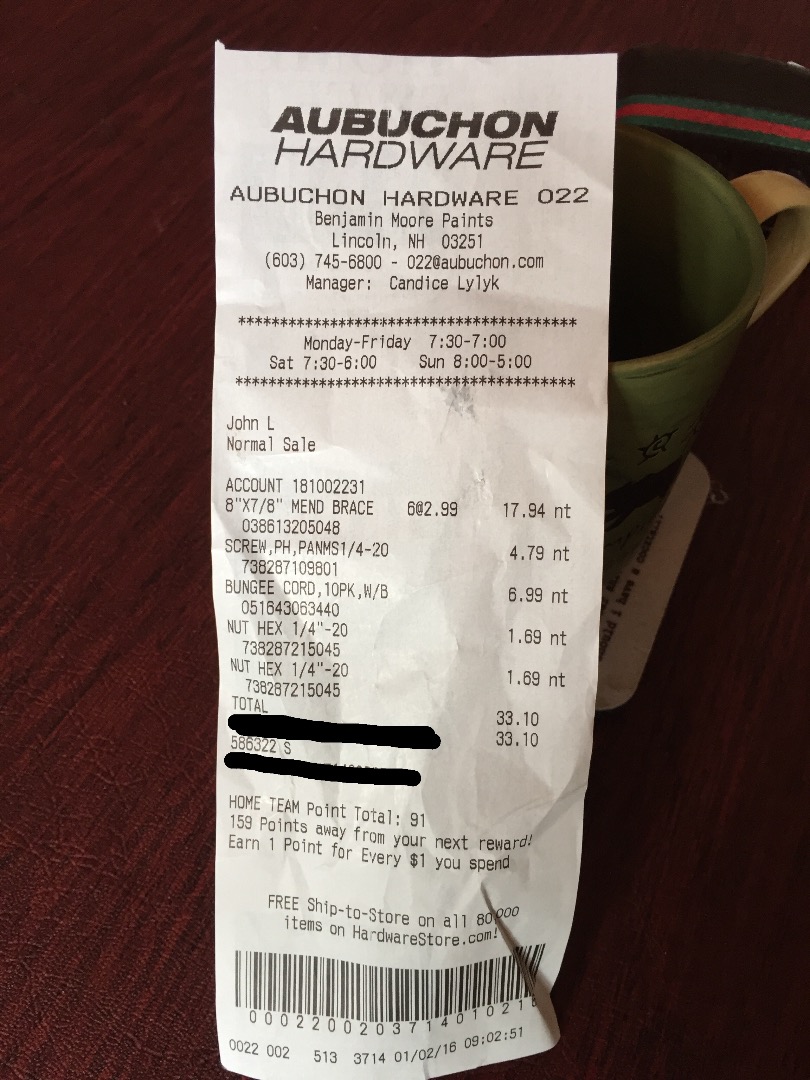 AUBUCHON
HARDWARE
AUBUCHON HARDWARE 022
Benjamin Moore Paints
Lincoln, NH 03251
(603) 745-6800 - 022@aubuchon.com
Manager: Candice Lylyk
****************************************
Monday-Friday 7:30-7:00
Sat 7:30-6:00 Sun 8:00-5:00
****************************************
John L
Normal Sale
ACCOUNT 181002231
8"X7/8" MEND BRACE 6@2.99 17.94 nt
038613205048
SCREW,PH,PANMS1/4-20 4.79 nt
738287109801
BUNGEE CORD,10PK,W/B 6.99 nt
051643063440
NUT HEX 1/4"-20 1.69 nt
738287215045
NUT HEX 1/4"-20 1.69 nt
738287215045
TOTAL 33.10
33.10
586322 S
HOME TEAM Point Total: 91
159 Points away from your next reward!
Earn 1 Point for Every $1 you spend
FREE Ship-to-Store on all 80,000
items on HardwareStore.com!
0002200203714010216
0022 002 513 3714 01/02/16 09:02:51